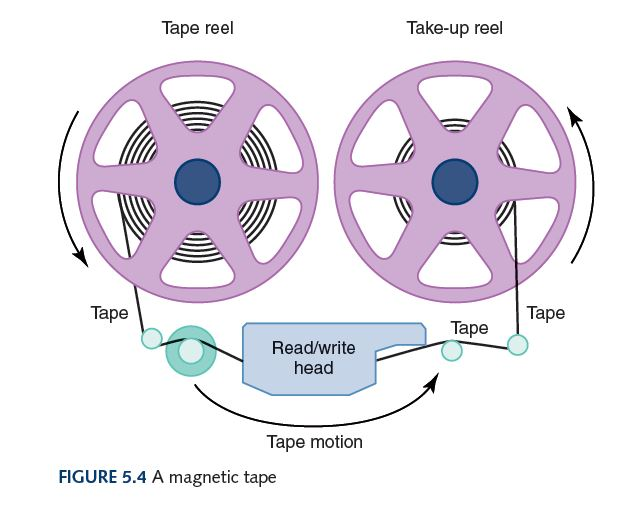 Tape reel
Take-up reel
Tape
Tape
Tape
Read/write
head
Tape motion
FIGURE 5.4 A magnetic tape